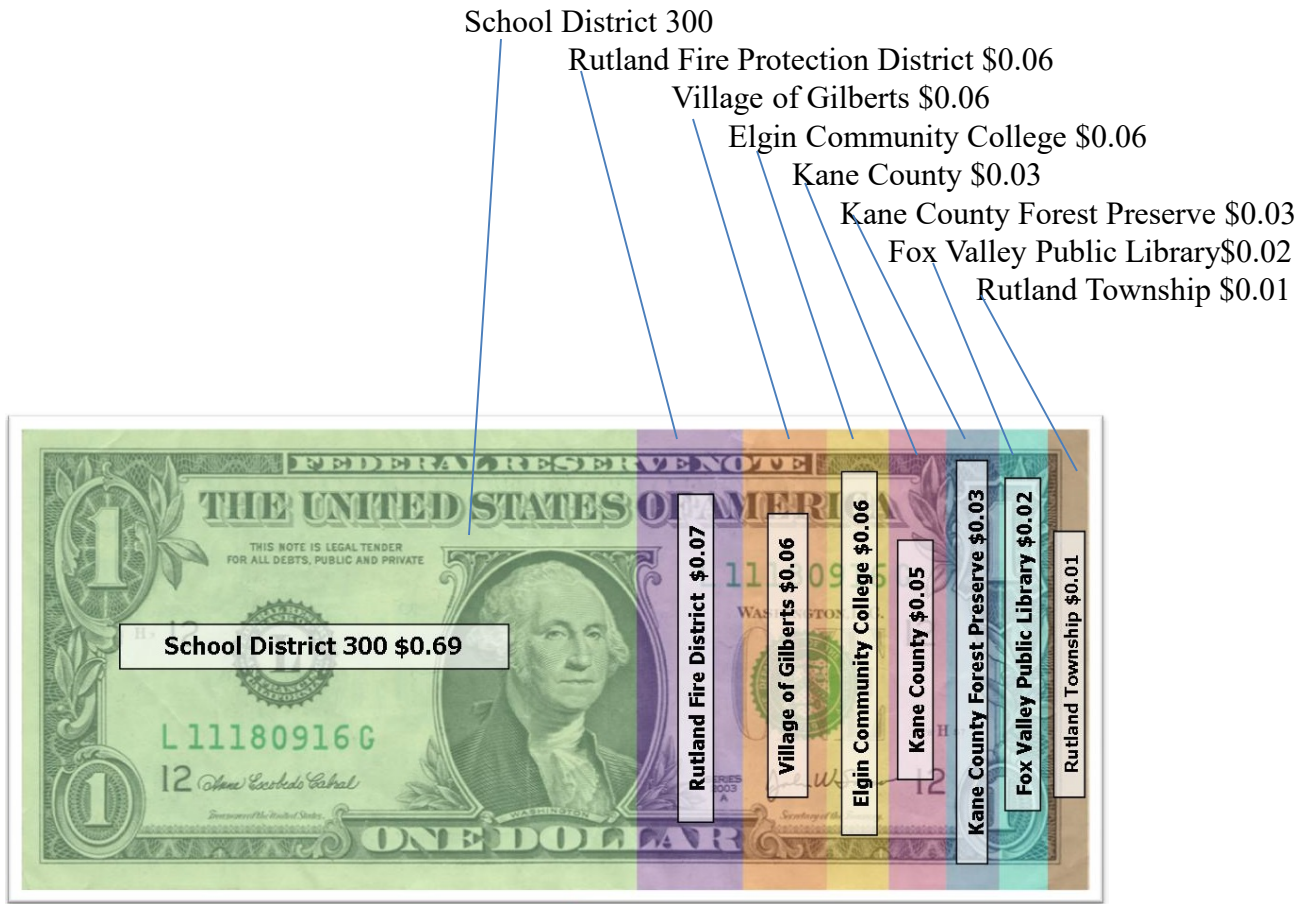 School District 300
Rutland Fire Protection District $0.06
Village of Gilberts $0.06
Elgin Community College $0.06
Kane County $0.03
Kane County Forest Preserve $0.03
Fox Valley Public Library$0.02
Rutland Township $0.01
FEDERAL RESERVE NOTE
THE UNITED STATES OF AMERICA
THIS NOTE IS LEGAL TENDER
FOR ALL DEBTS, PUBLIC AND PRIVATE
1
School District 300 $0.69
Rutland Fire District $0.07
Village of Gilberts $0.06
Elgin Community College $0.06
Kane County $0.05
Kane County Forest Preserve $0.03
Fox Valley Public Library $0.02
Rutland Township $0.01
L 11180916 G
12
SERIES
2003
A
12
WASHINGTON
1
ONE DOLLAR